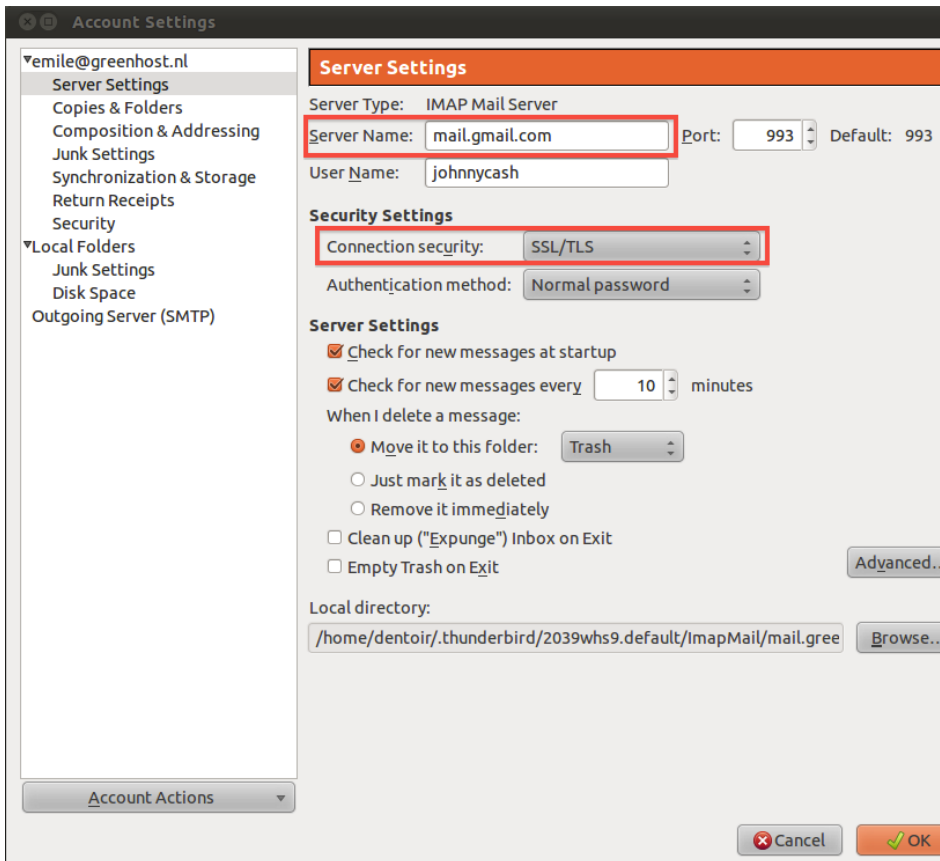 Account Settings
emile@greenhost.nl
Server Settings
Copies & Folders
Composition & Addressing
Junk Settings
Synchronization & Storage
Return Receipts
Security
Local Folders
Junk Settings
Disk Space
Outgoing Server (SMTP)
Account Actions
Server Settings
Server Type: IMAP Mail Server
Server Name: mail.gmail.com Port: 993 Default: 993
User Name: johnnycash
Security Settings
Connection security: SSL/TLS
Authentication method: Normal password
Server Settings
Check for new messages at startup
Check for new messages every 10 minutes
When I delete a message:
Move it to this folder: Trash
Just mark it as deleted
Remove it immediately
Clean up ("Expunge") Inbox on Exit
Empty Trash on Exit
Advanced..
Local directory:
/home/dentoir/.thunderbird/2039whs9.default/ImapMail/mail.gree Browse..
Cancel OK